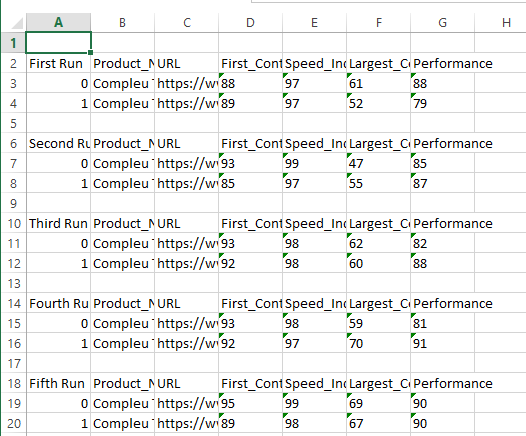 A B C D E F G H
1
2 First Run Product_N URL First_Cont Speed_Ind Largest_Co Performance
3 0 Compleu https://w 88 97 61 88
4 1 Compleu https://w 89 97 52 79
5
6 Second Ru Product_N URL First_Cont Speed_Ind Largest_Co Performance
7 0 Compleu https://w 93 99 47 85
8 1 Compleu https://w 85 97 55 87
9
10 Third Run Product_N URL First_Cont Speed_Ind Largest_Co Performance
11 0 Compleu https://w 93 98 62 82
12 1 Compleu https://w 92 98 60 88
13
14 Fourth Ru Product_N URL First_Cont Speed_Ind Largest_Co Performance
15 0 Compleu https://w 93 98 59 81
16 1 Compleu https://w 92 97 70 91
17
18 Fifth Run Product_N URL First_Cont Speed_Ind Largest_Co Performance
19 0 Compleu https://w 95 99 69 90
20 1 Compleu https://w 89 98 67 90